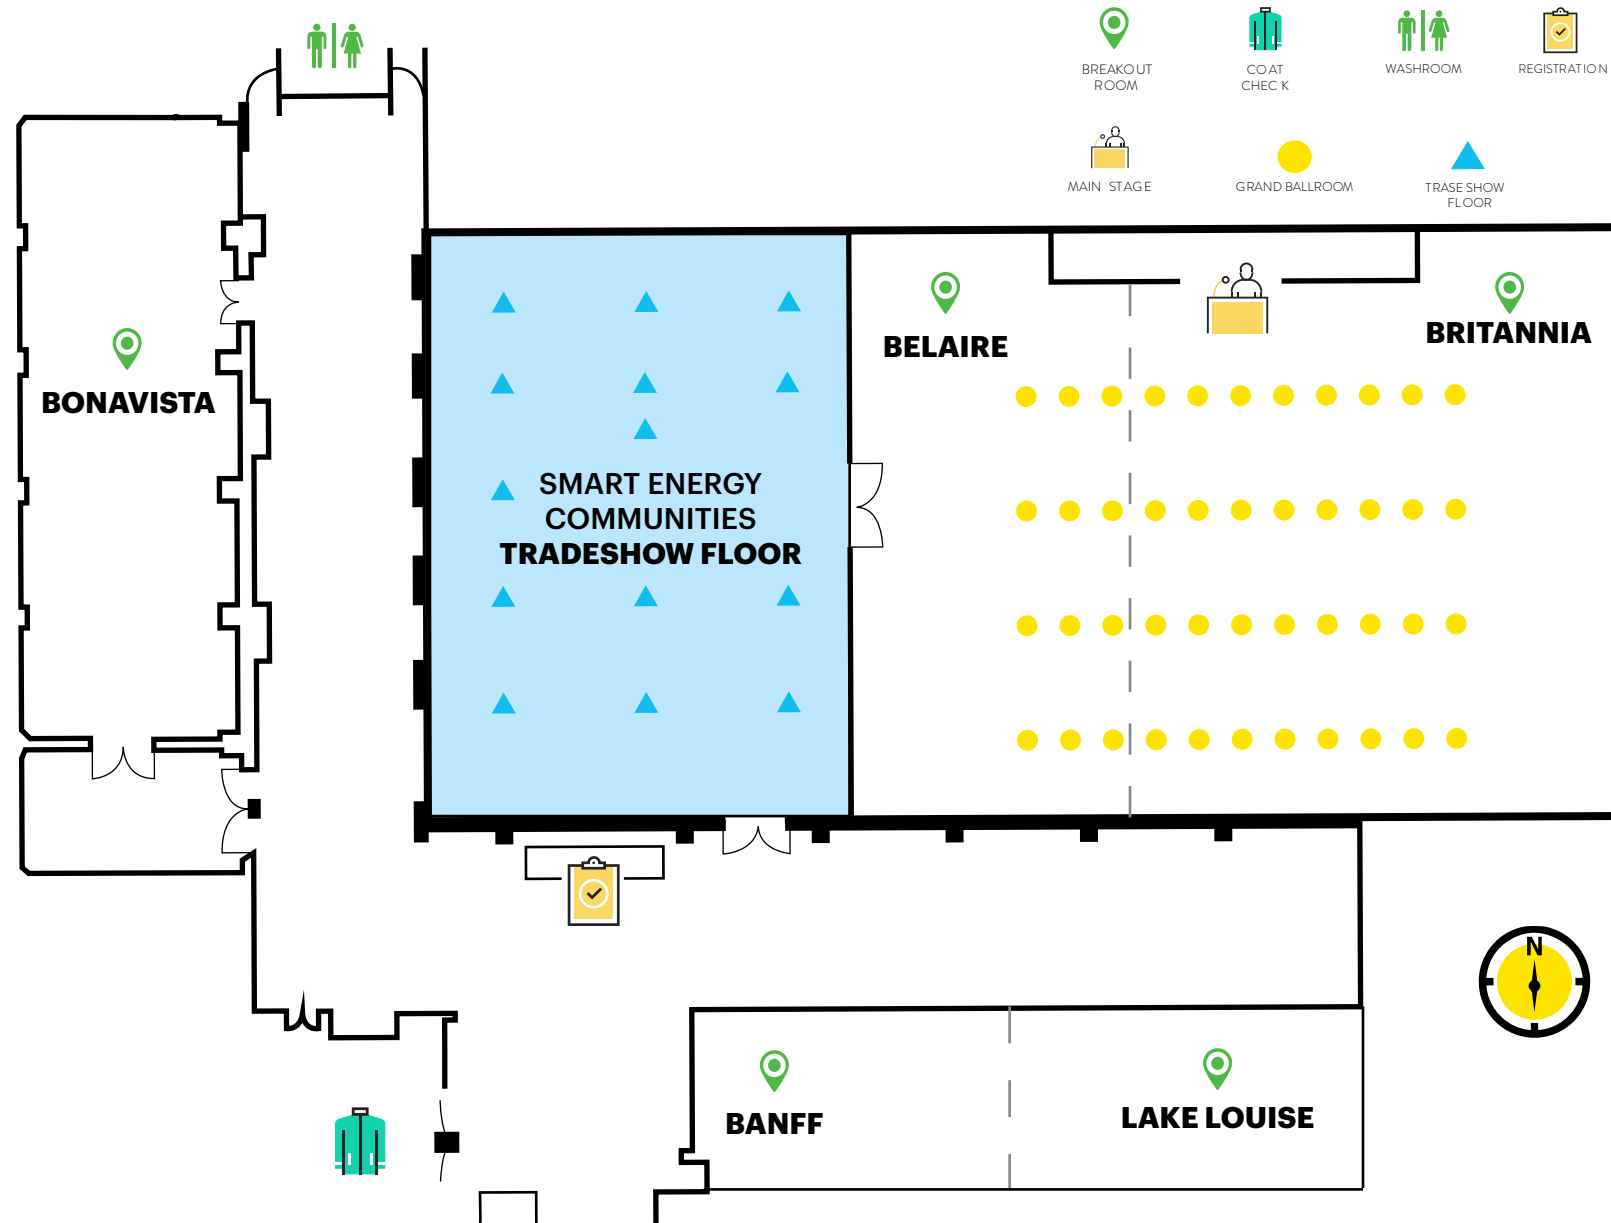 BREAKOUT
ROOM
COAT
CHECK
WASHROOM
REGISTRATION
MAIN STAGE
GRAND BALLROOM
TRASE SHOW
FLOOR
BELAIRE
BRITANNIA
BONAVISTA
SMART ENERGY
COMMUNITIES
TRADESHOW FLOOR
N
BANFF
LAKE LOUISE